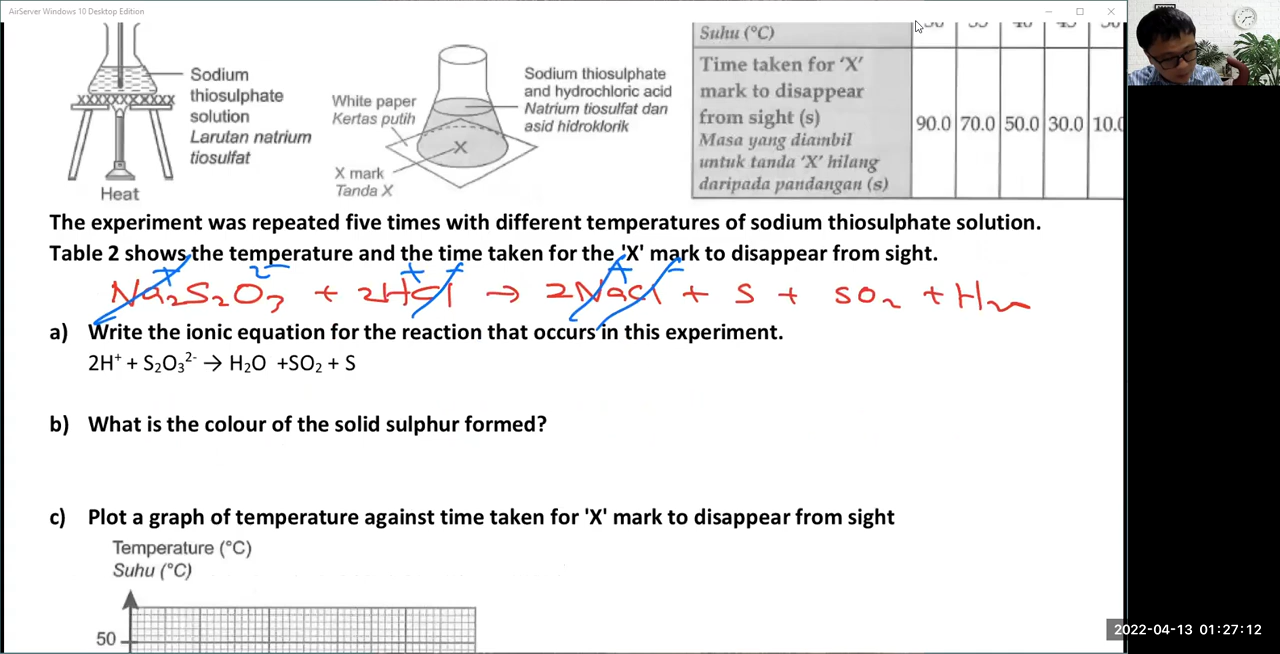 AirServer Windows 10 Desktop Edition
Sodium
thiosulphate
solution
Larutan natrium
tiosulfat
Heat
White paper
Kertas putih
X
X mark
Tanda X
Sodium thiosulphate
and hydrochloric acid
Natrium tiosulfat dan
asid hidroklorik
Suhu (°C)
Time taken for ‘X’
mark to disappear
from sight (s)
Masa yang diambil
untuk tanda ‘X’ hilang
daripada pandangan (s)
90.0 70.0 50.0 30.0 10.0
The experiment was repeated five times with different temperatures of sodium thiosulphate solution.
Table 2 shows the temperature and the time taken for the 'X' mark to disappear from sight.
+ 2- + - + -
Na₂S₂O₃ + 2HCl → 2NaCl + S + SO₂ + H₂
a) Write the ionic equation for the reaction that occurs in this experiment.
2H⁺ + S₂O₃²⁻ → H₂O +SO₂ + S
b) What is the colour of the solid sulphur formed?
c) Plot a graph of temperature against time taken for 'X' mark to disappear from sight
Temperature (°C)
Suhu (°C)
50
2022-04-13 01:27:12